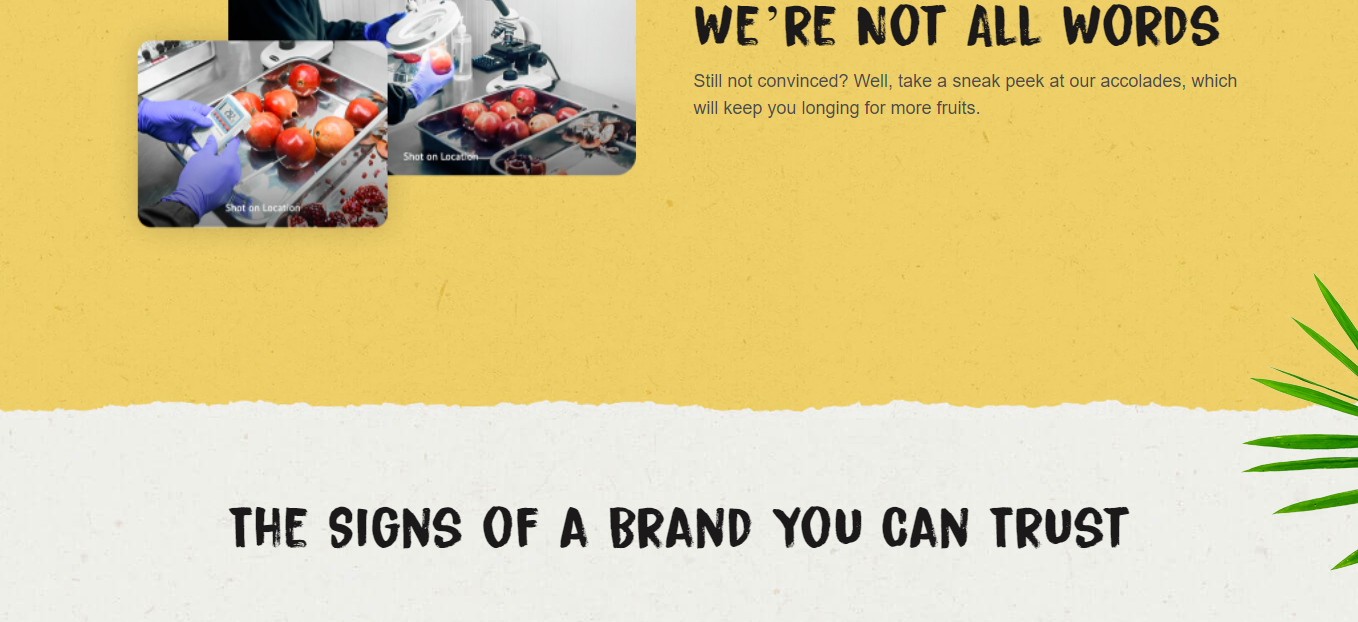 WE'RE NOT ALL WORDS
Still not convinced? Well, take a sneak peek at our accolades, which
will keep you longing for more fruits.
Shot on Location
Shot on Location
THE SIGNS OF A BRAND YOU CAN TRUST